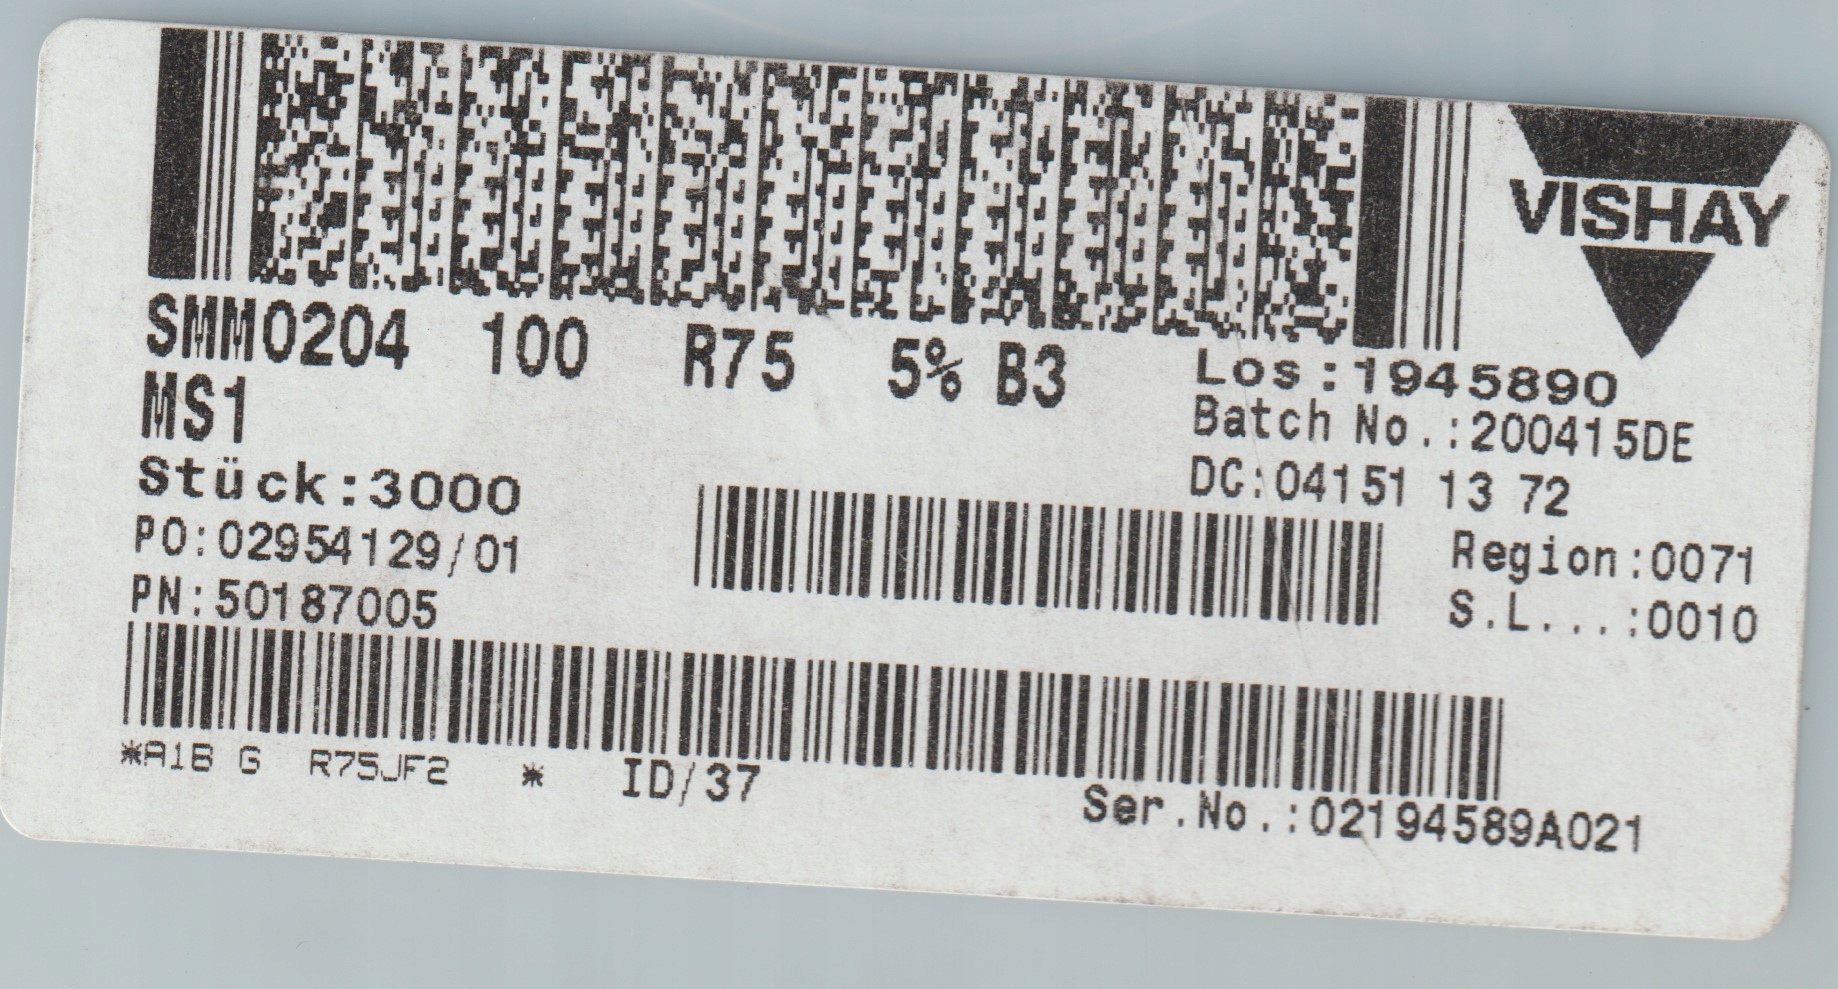 VISHAY
SMM0204 100 R75 5% B3
MS1
Los:1945890
Batch No.:200415DE
DC:04151 13 72
Stück:3000
PO:02954129/01
PN:50187005
Region:0071
S.L...:0010
*A1B G R75JF2 * ID/37
Ser.No.:02194589A021